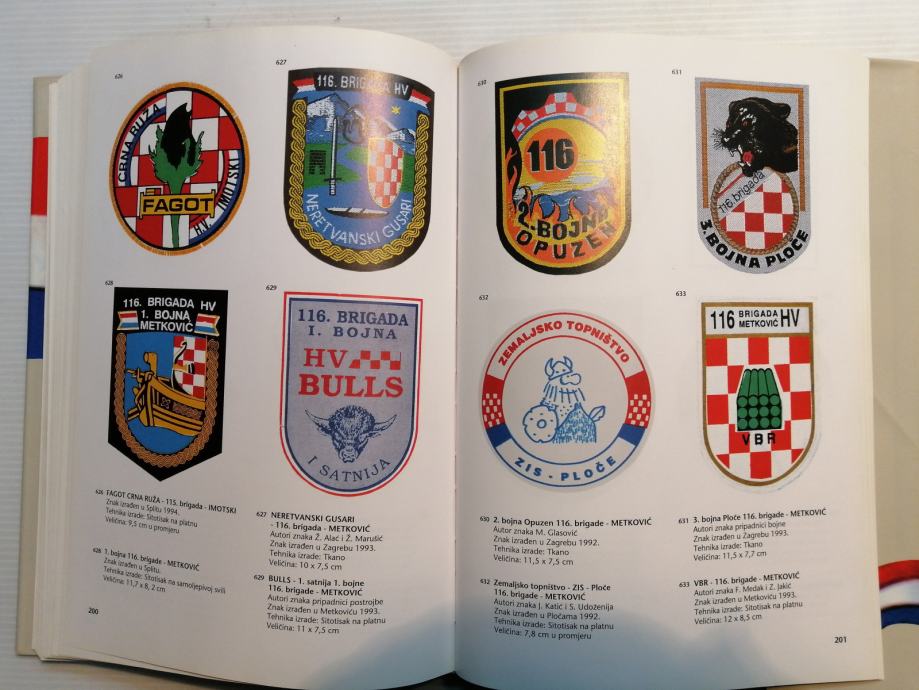 626
CRNA RUŽA
FAGOT
H.V. IMOTSKI
627
116. BRIGADA HV
NERETVANSKI GUSARI
628
116. BRIGADA HV
1. BOJNA
METKOVIĆ
629
116. BRIGADA
I. BOJNA
HV
BULLS
I SATNIJA
626 FAGOT CRNA RUŽA - 115. brigada - IMOTSKI
Znak izrađen u Splitu 1994.
Tehnika izrade: Sitotisak na platnu
Veličina: 9,5 cm u promjeru
628 1. bojna 116. brigade - METKOVIĆ
Znak izrađen u Splitu.
Tehnika izrade: Sitotisak na samoljepivoj svili
Veličina: 11,7 x 8, 2 cm
627 NERETVANSKI GUSARI
- 116. brigada - METKOVIĆ
Autori znaka Ž. Alać i Ž. Marušić
Znak izrađen u Zagrebu 1993.
Tehnika izrade: Tkano
Veličina: 10 x 7,5 cm
629 BULLS - 1. satnija 1. bojne
116. brigade - METKOVIĆ
Autori znaka pripadnici postrojbe
Znak izrađen u Metkoviću 1993.
Tehnika izrade: Sitotisak na platnu
Veličina: 11 x 7,5 cm
200
630
116
2. BOJNA
OPUZEN
631
116. brigada
3. BOJNA PLOČE
632
ZEMALJSKO TOPNIŠTVO
ZIS - PLOČE
633
116 BRIGADA METKOVIĆ HV
VBR
630 2. bojna Opuzen 116. brigade - METKOVIĆ
Autor znaka M. Glasović
Znak izrađen u Zagrebu 1992.
Tehnika izrade: Tkano
Veličina: 11,5 x 7,5 cm
632 Zemaljsko topništvo - ZIS - Ploče
116. brigade - METKOVIĆ
Autori znaka J. Katić i S. Udoženija
Znak izrađen u Pločama 1992.
Tehnika izrade: Sitotisak na platnu
Veličina: 7,8 cm u promjeru
631 3. bojna Ploče 116. brigade - METKOVIĆ
Autori znaka pripadnici bojne
Znak izrađen u Zagrebu 1993.
Tehnika izrade: Tkano
Veličina: 11,5 x 7,7 cm
633 VBR - 116. brigade - METKOVIĆ
Autori znaka F. Medak i Z. Jakić
Znak izrađen u Metkoviću 1993.
Tehnika izrade: Sitotisak na platnu
Veličina: 12 x 8,5 cm
201